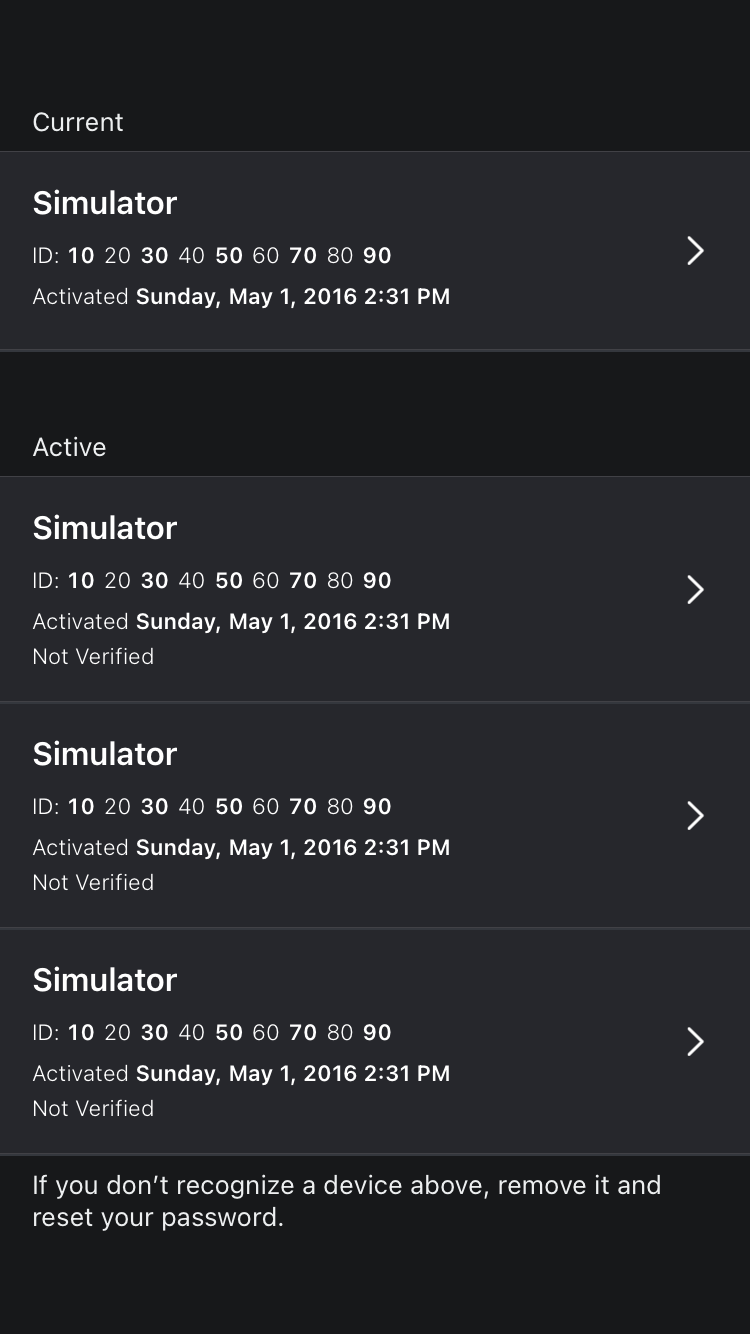 Current
Simulator
ID: 10 20 30 40 50 60 70 80 90
Activated Sunday, May 1, 2016 2:31 PM
Active
Simulator
ID: 10 20 30 40 50 60 70 80 90
Activated Sunday, May 1, 2016 2:31 PM
Not Verified
Simulator
ID: 10 20 30 40 50 60 70 80 90
Activated Sunday, May 1, 2016 2:31 PM
Not Verified
Simulator
ID: 10 20 30 40 50 60 70 80 90
Activated Sunday, May 1, 2016 2:31 PM
Not Verified
If you don’t recognize a device above, remove it and
reset your password.